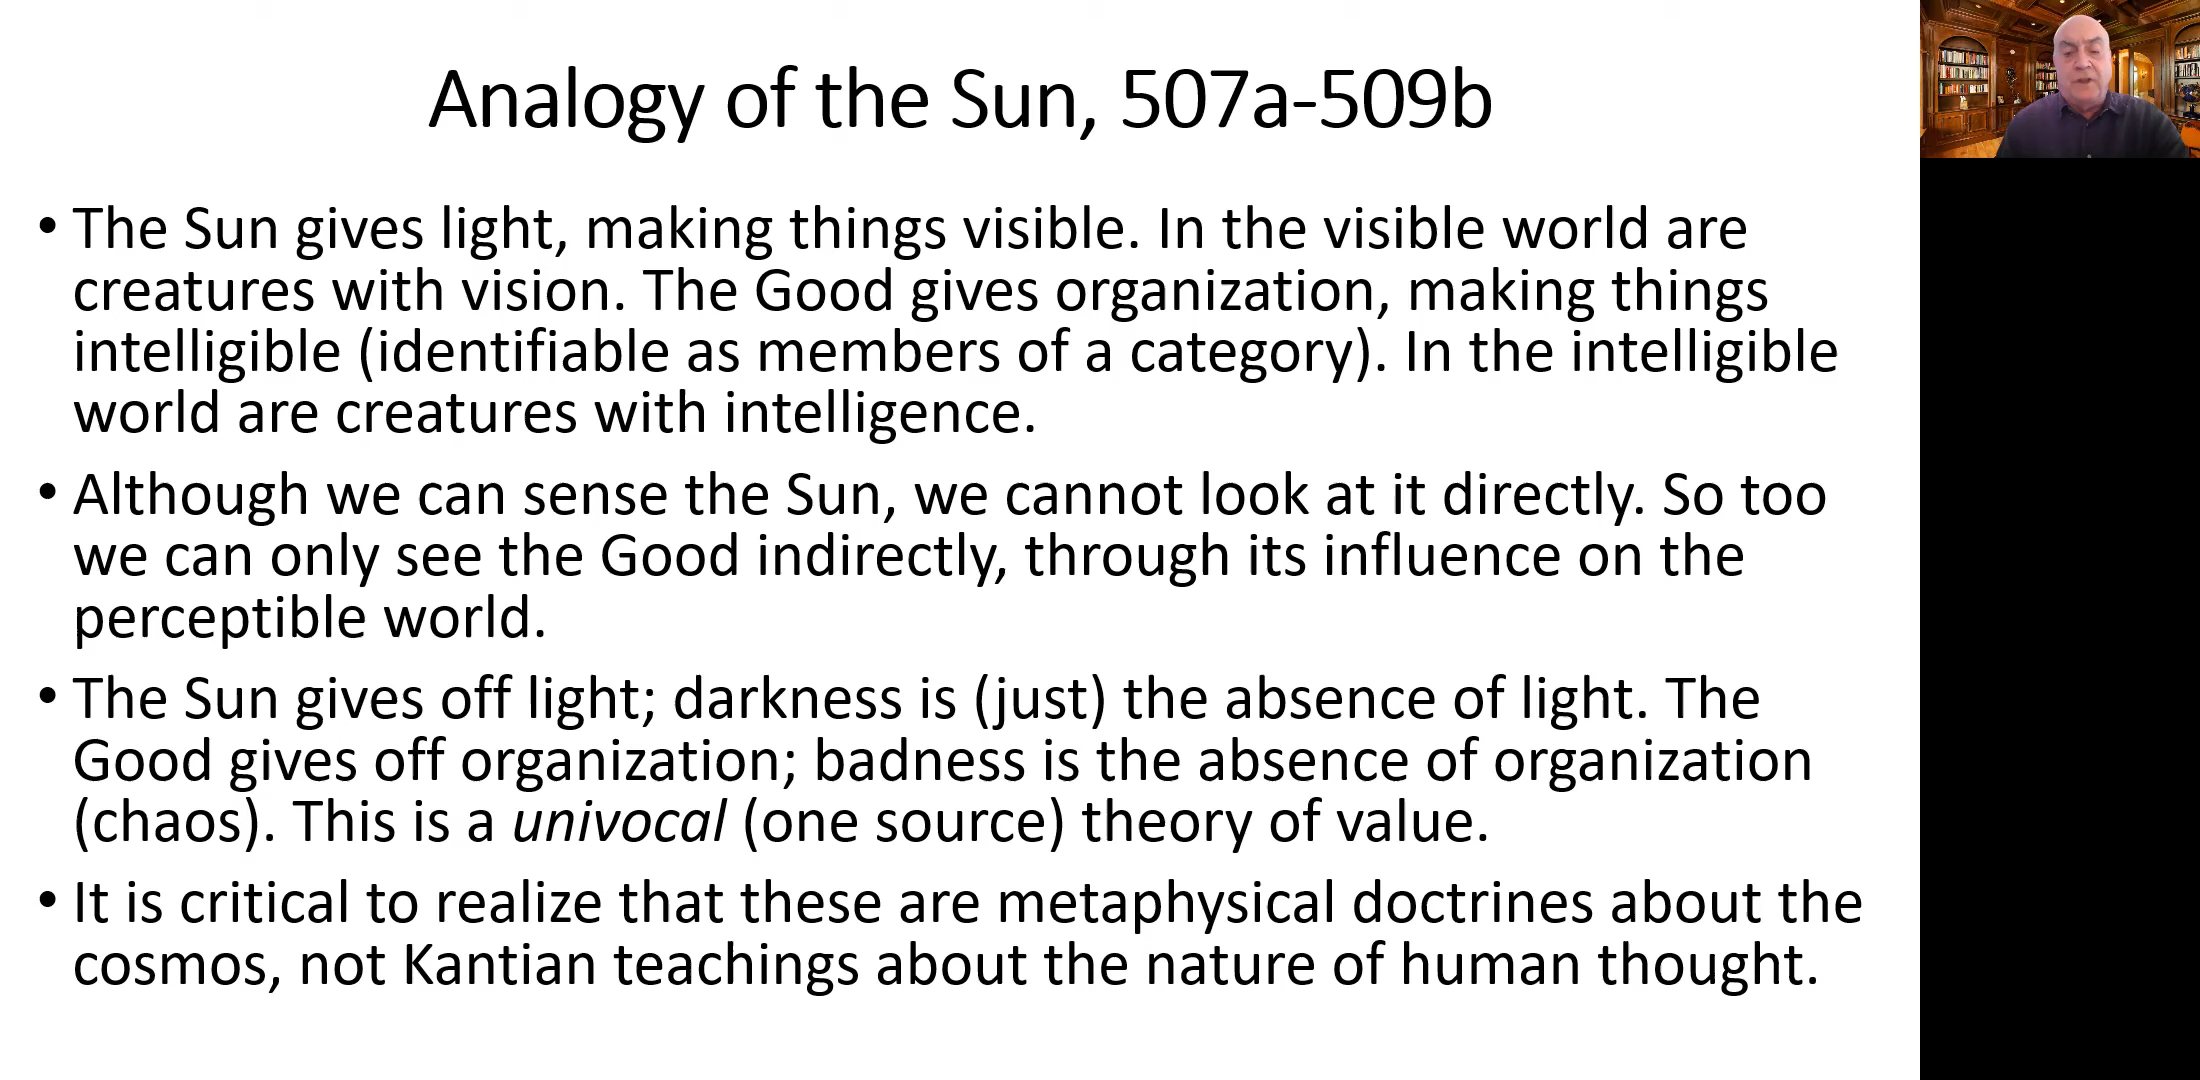 Analogy of the Sun, 507a-509b
• The Sun gives light, making things visible. In the visible world are
creatures with vision. The Good gives organization, making things
intelligible (identifiable as members of a category). In the intelligible
world are creatures with intelligence.
• Although we can sense the Sun, we cannot look at it directly. So too
we can only see the Good indirectly, through its influence on the
perceptible world.
• The Sun gives off light; darkness is (just) the absence of light. The
Good gives off organization; badness is the absence of organization
(chaos). This is a univocal (one source) theory of value.
• It is critical to realize that these are metaphysical doctrines about the
cosmos, not Kantian teachings about the nature of human thought.